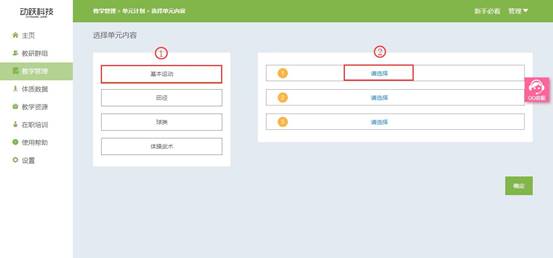 动跃科技
教学管理 > 单元计划 > 选择单元内容
新手必看
管理
主页
教研群组
教学管理
体质数据
教学资源
在职培训
使用帮助
设置
选择单元内容
①
基本运动
田径
球类
体操武术
②
1 请选择
2 请选择
3 请选择
QQ客服
确定